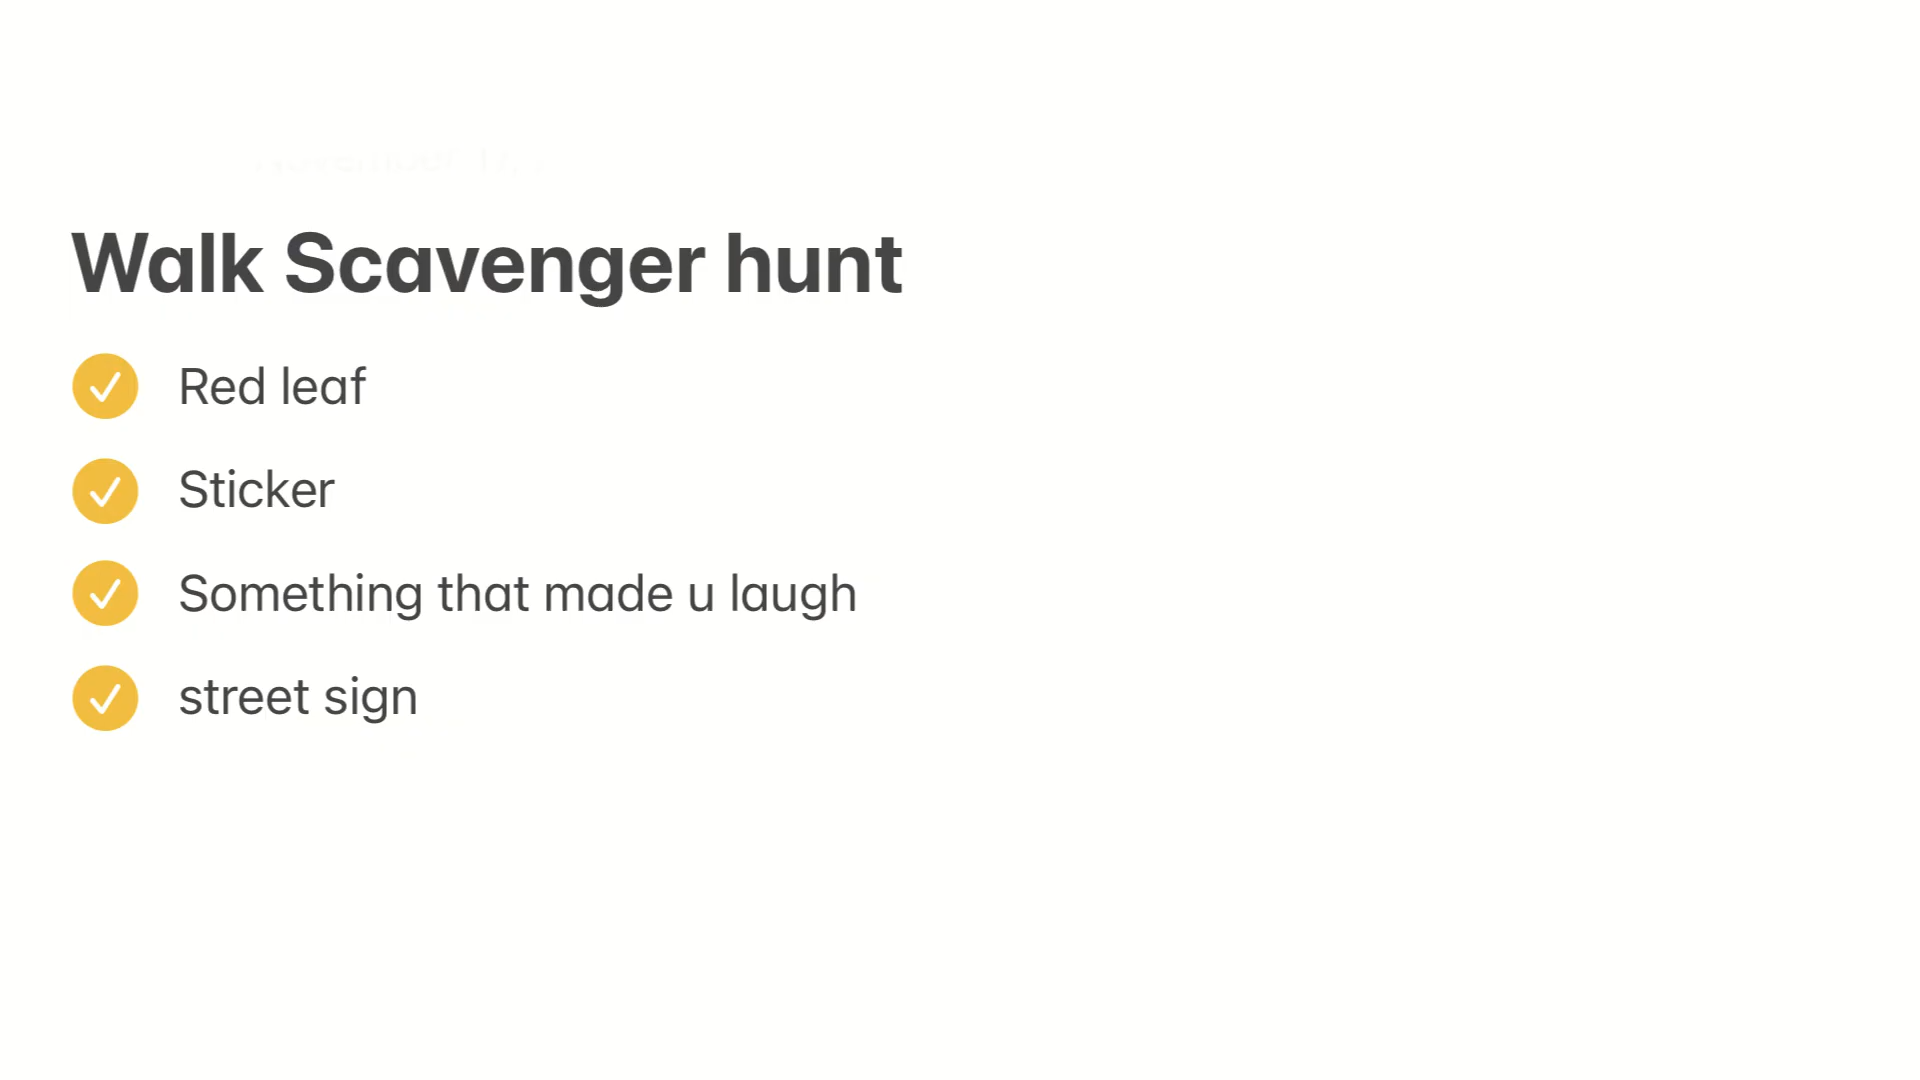 Walk Scavenger hunt
Red leaf
Sticker
Something that made u laugh
street sign